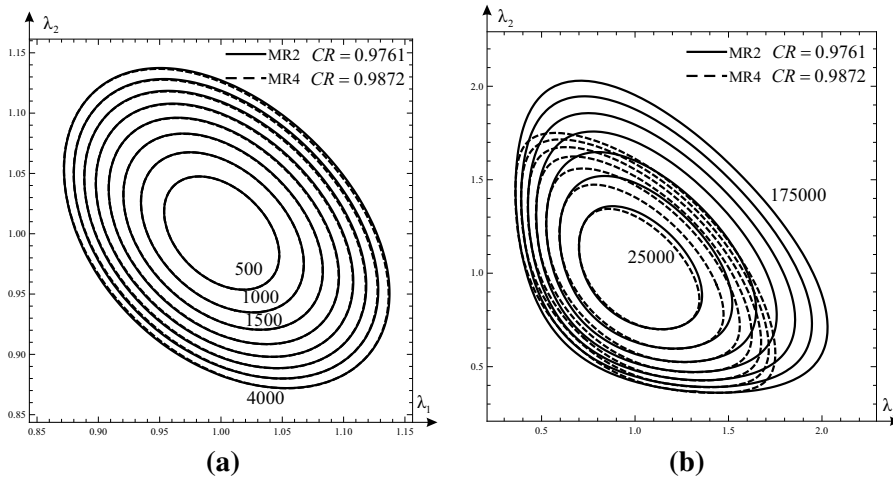 λ₂
1.15
1.10
1.05
1.00
0.95
0.90
0.85
MR2 CR = 0.9761
MR4 CR = 0.9872
500
1000
1500
4000
λ₁
0.85 0.90 0.95 1.00 1.05 1.10 1.15
(a)
λ₂
2.0
1.5
1.0
0.5
MR2 CR = 0.9761
MR4 CR = 0.9872
175000
25000
λ
0.5 1.0 1.5 2.0
(b)